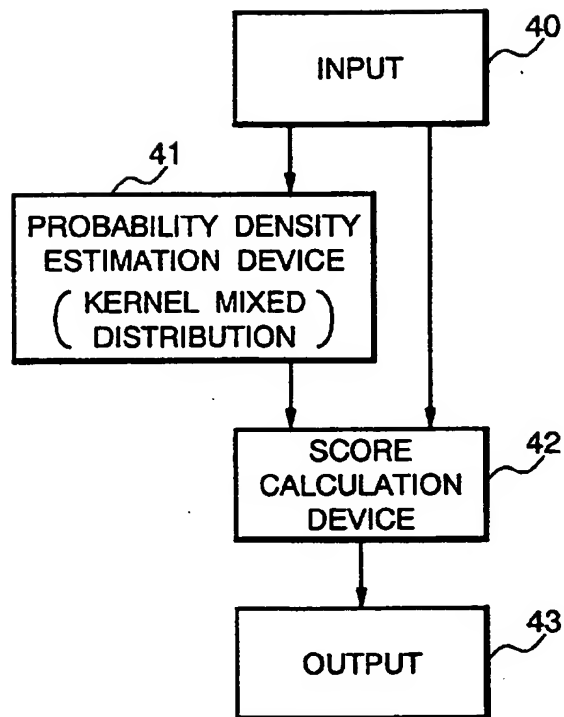 40
INPUT
41
PROBABILITY DENSITY
ESTIMATION DEVICE
( KERNEL MIXED
DISTRIBUTION )
42
SCORE
CALCULATION
DEVICE
43
OUTPUT